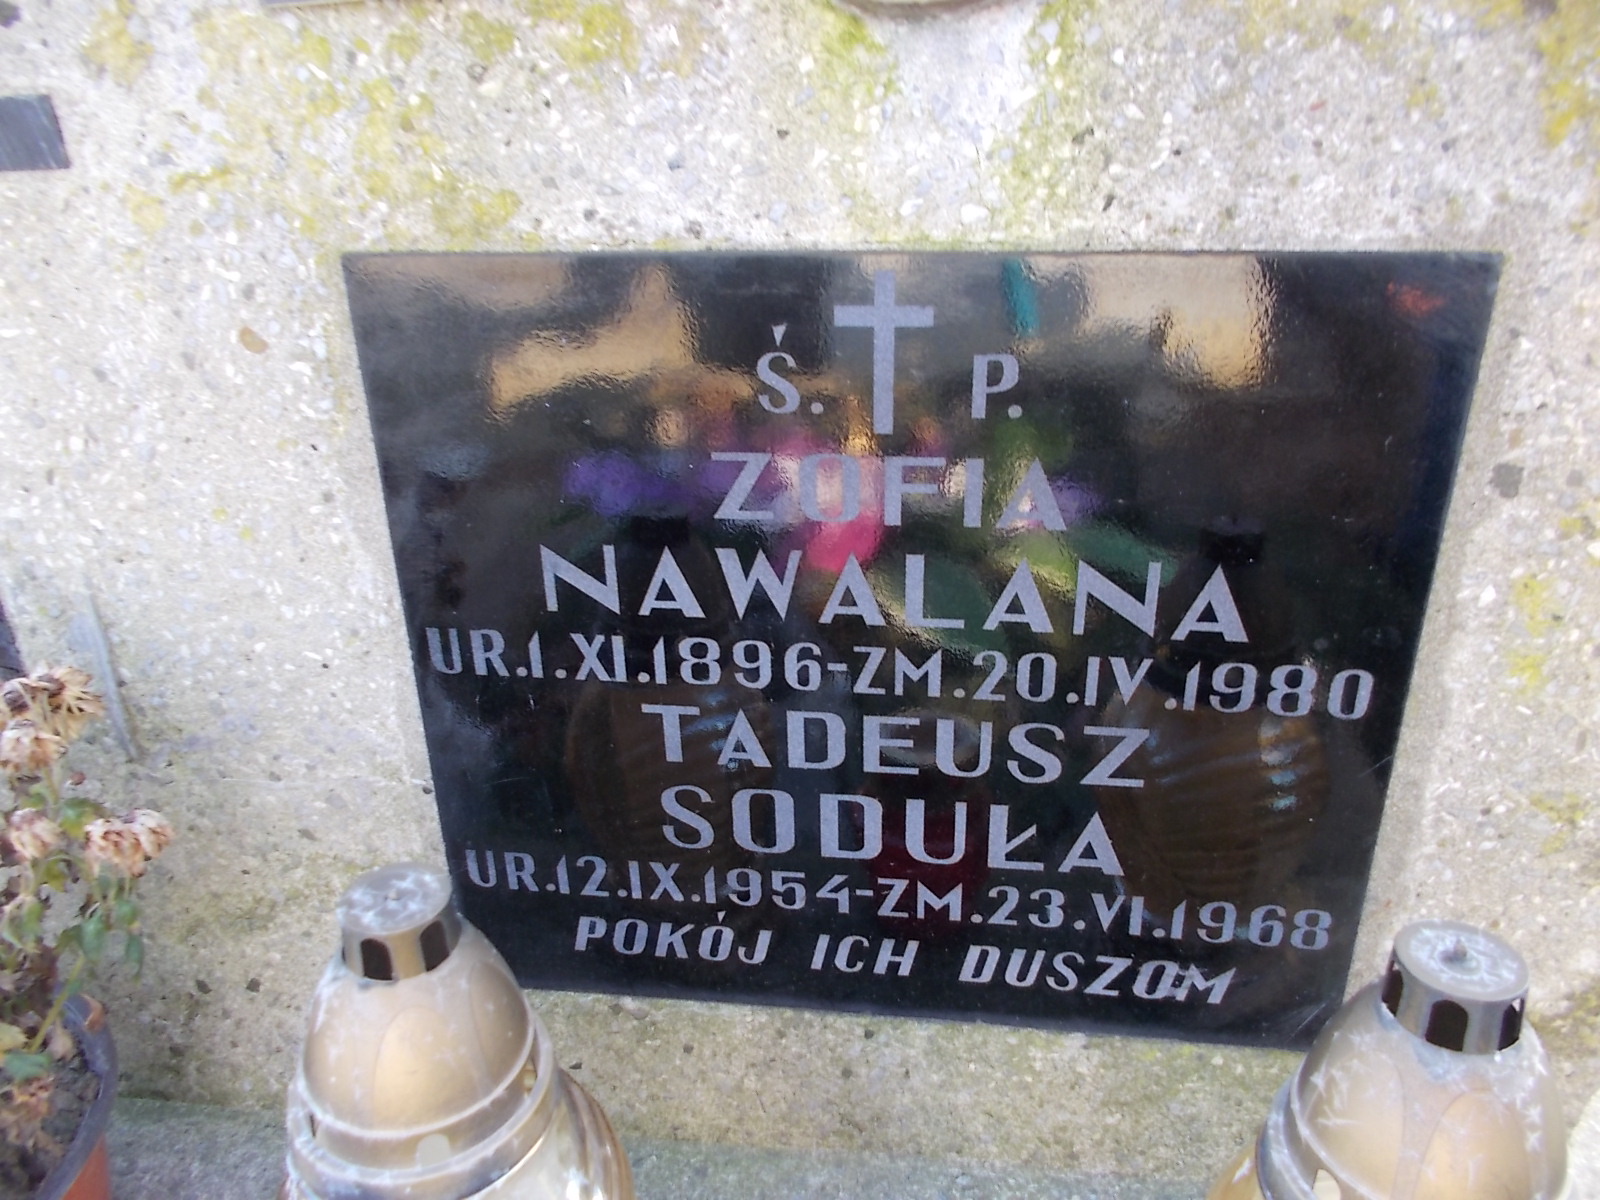 Ś. P.
ZOFIA
NAWALANA
UR.1.XI.1896-ZM.20.IV.1980
TADEUSZ
SODUŁA
UR.12.IX.1954-ZM.23.VI.1968
POKÓJ ICH DUSZOM